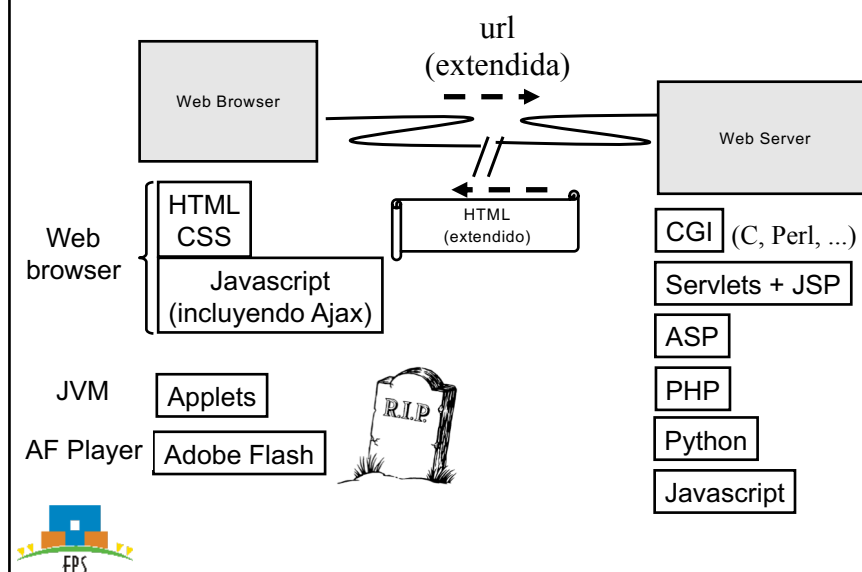 url
(extendida)
Web Browser
Web Server
HTML
(extendido)
Web
browser
HTML
CSS
Javascript
(incluyendo Ajax)
JVM
Applets
AF Player
Adobe Flash
R.I.P.
CGI (C, Perl, ...)
Servlets + JSP
ASP
PHP
Python
Javascript
EPS